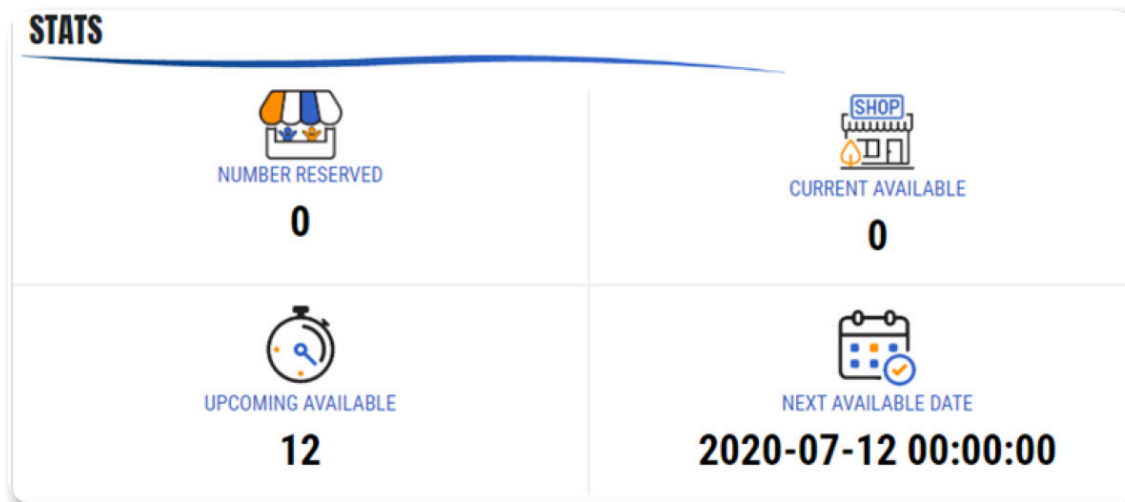 STATS
NUMBER RESERVED
0
SHOP
CURRENT AVAILABLE
0
UPCOMING AVAILABLE
12
NEXT AVAILABLE DATE
2020-07-12 00:00:00